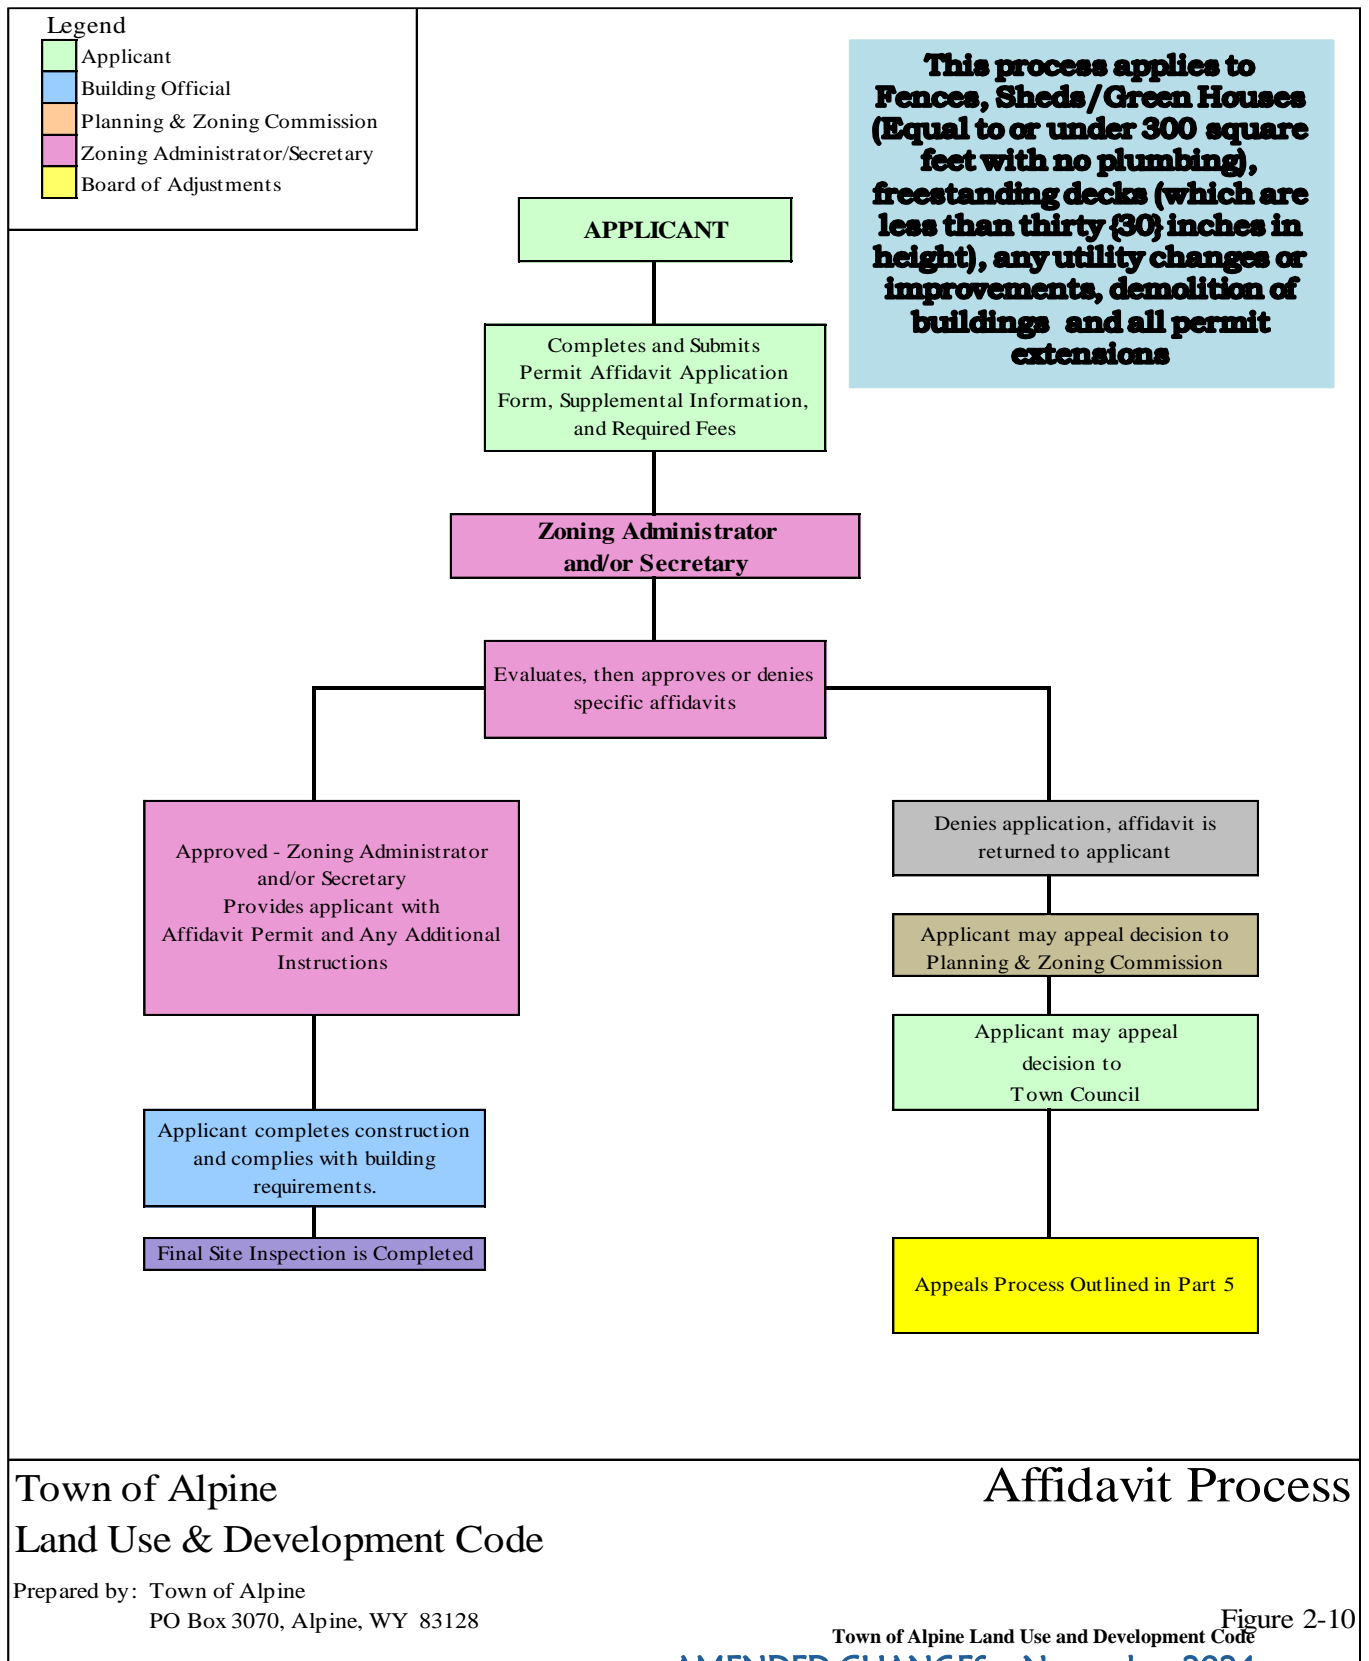 Legend
Applicant
Building Official
Planning & Zoning Commission
Zoning Administrator/Secretary
Board of Adjustments
This process applies to
Fences, Sheds/Green Houses
(Equal to or under 300 square
feet with no plumbing),
freestanding decks (which are
less than thirty {30} inches in
height), any utility changes or
improvements, demolition of
buildings and all permit
extensions
APPLICANT
Completes and Submits
Permit Affidavit Application
Form, Supplemental Information,
and Required Fees
Zoning Administrator
and/or Secretary
Evaluates, then approves or denies
specific affidavits
Approved - Zoning Administrator
and/or Secretary
Provides applicant with
Affidavit Permit and Any Additional
Instructions
Applicant completes construction
and complies with building
requirements.
Final Site Inspection is Completed
Denies application, affidavit is
returned to applicant
Applicant may appeal decision to
Planning & Zoning Commission
Applicant may appeal
decision to
Town Council
Appeals Process Outlined in Part 5
Town of Alpine
Land Use & Development Code
Affidavit Process
Prepared by: Town of Alpine
PO Box 3070, Alpine, WY 83128
Figure 2-10
Town of Alpine Land Use and Development Code